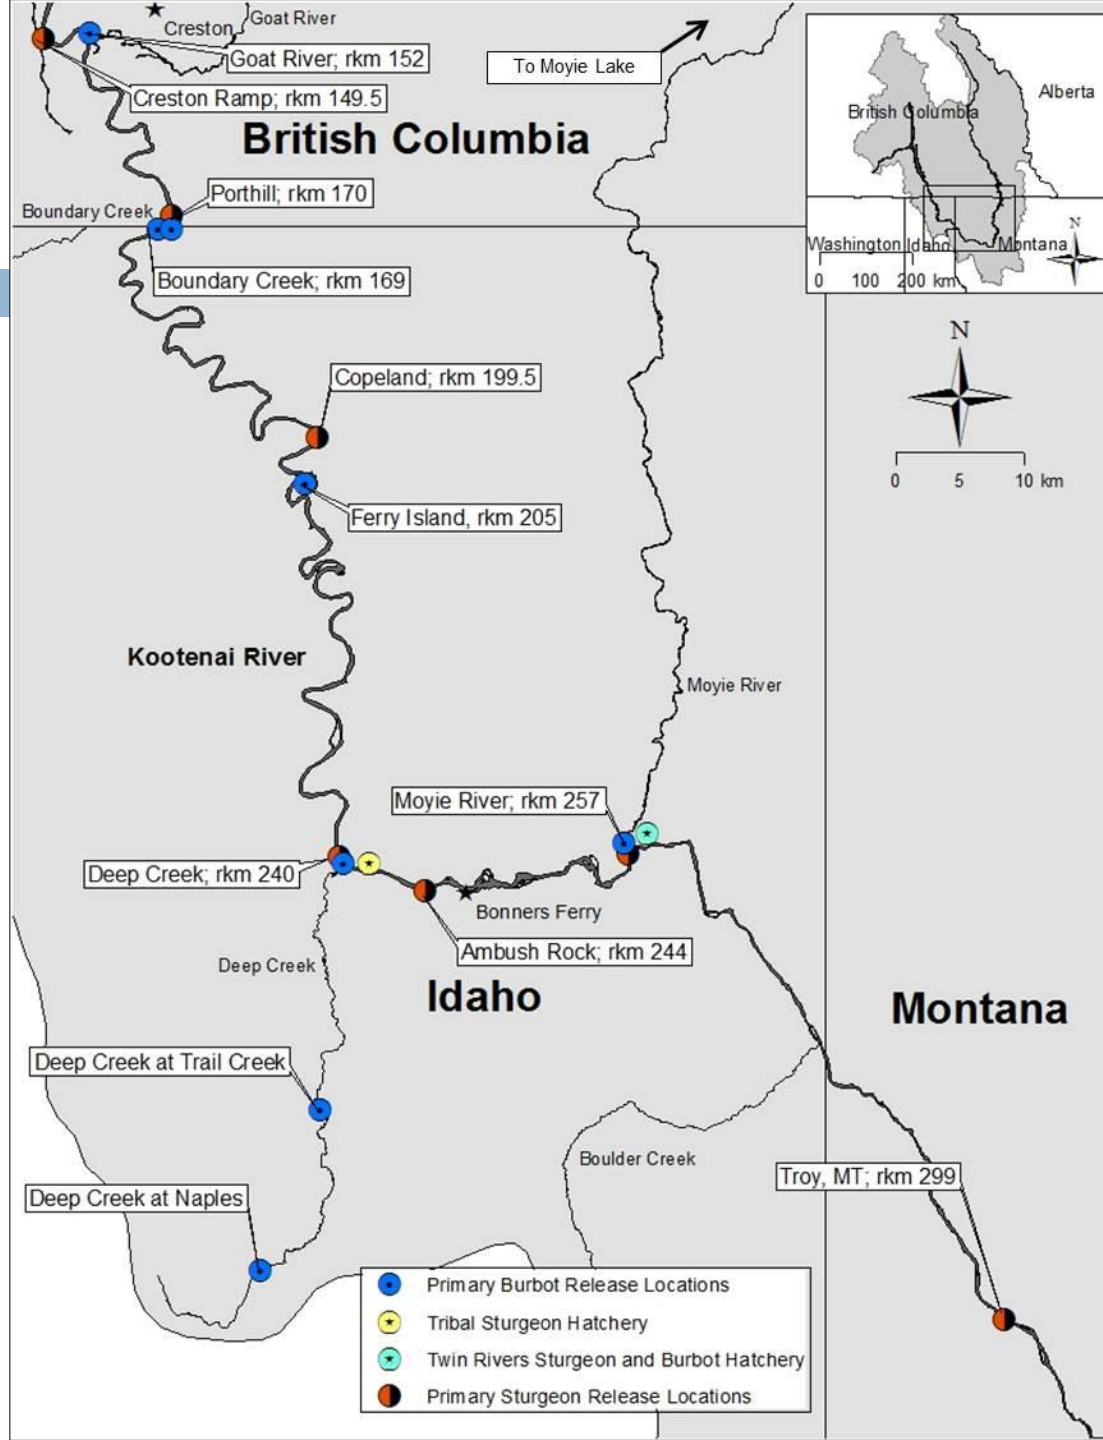 Goat River
Creston
To Moyie Lake
Goat River; rkm 152
Creston Ramp; rkm 149.5
British Columbia
Alberta
British Columbia
Washington
Idaho
Montana
N
0 100 200 km
Porthill; rkm 170
Boundary Creek
Boundary Creek; rkm 169
N
0 5 10 km
Copeland; rkm 199.5
Ferry Island, rkm 205
Kootenai River
Moyie River
Moyie River; rkm 257
Deep Creek; rkm 240
Bonners Ferry
Ambush Rock; rkm 244
Deep Creek
Idaho
Montana
Deep Creek at Trail Creek
Boulder Creek
Troy, MT; rkm 299
Deep Creek at Naples
Primary Burbot Release Locations
Tribal Sturgeon Hatchery
Twin Rivers Sturgeon and Burbot Hatchery
Primary Sturgeon Release Locations